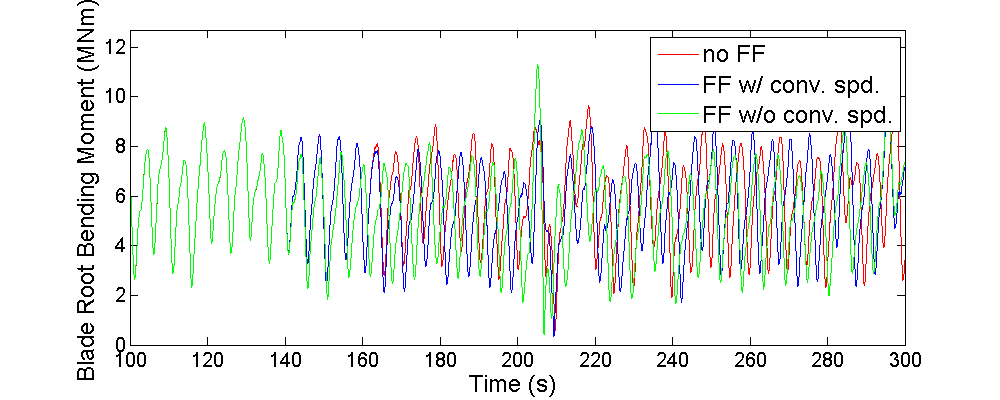 Blade Root Bending Moment (MNm)
12
10
8
6
4
2
0
no FF
FF w/ conv. spd.
FF w/o conv. spd.
100 120 140 160 180 200 220 240 260 280 300
Time (s)